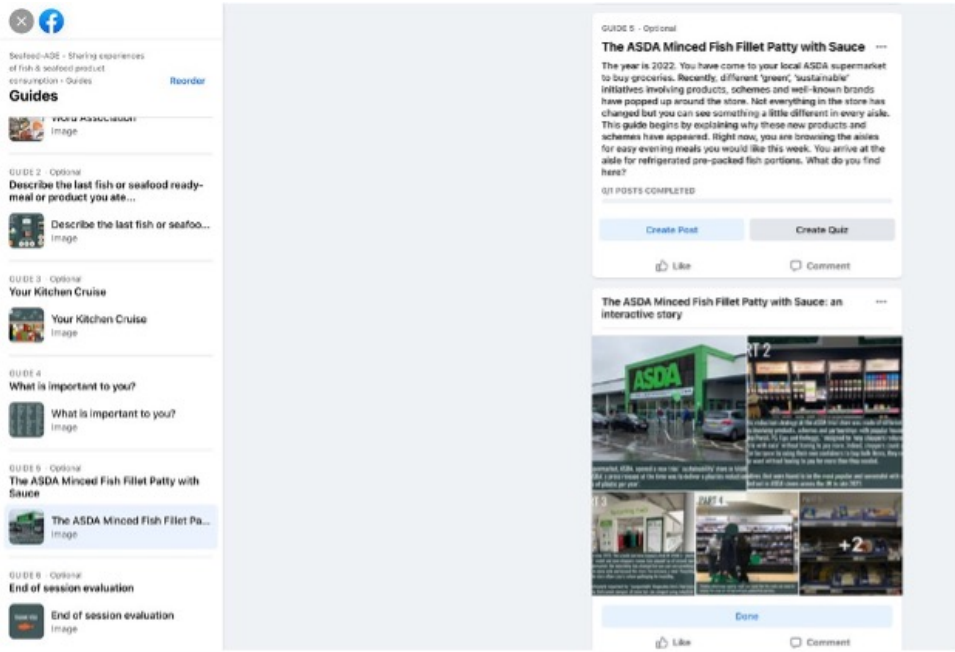 Seafood-AGE · Sharing experiences
of fish & seafood product
consumption · Guides
Reorder
Guides
Word Association
Image
GUIDE 2 · Optional
Describe the last fish or seafood ready-
meal or product you ate...
Describe the last fish or seafoo...
Image
GUIDE 3 · Optional
Your Kitchen Cruise
Your Kitchen Cruise
Image
GUIDE 4
What is important to you?
What is important to you?
Image
GUIDE 5 · Optional
The ASDA Minced Fish Fillet Patty with
Sauce
The ASDA Minced Fish Fillet Pa...
Image
GUIDE 6 · Optional
End of session evaluation
End of session evaluation
Image
GUIDE 5 · Optional
The ASDA Minced Fish Fillet Patty with Sauce
The year is 2022. You have come to your local ASDA supermarket
to buy groceries. Recently, different 'green', 'sustainable'
initiatives involving products, schemes and well-known brands
have popped up around the store. Not everything in the store has
changed but you can see something a little different in every aisle.
This guide begins by explaining why these new products and
schemes have appeared. Right now, you are browsing the aisles
for easy evening meals you would like this week. You arrive at the
aisle for refrigerated pre-packed fish portions. What do you find
here?
0/1 POSTS COMPLETED
Create Post
Create Quiz
Like
Comment
The ASDA Minced Fish Fillet Patty with Sauce: an
interactive story
ASDA
RT 2
PART 4
+2
Done
Like
Comment